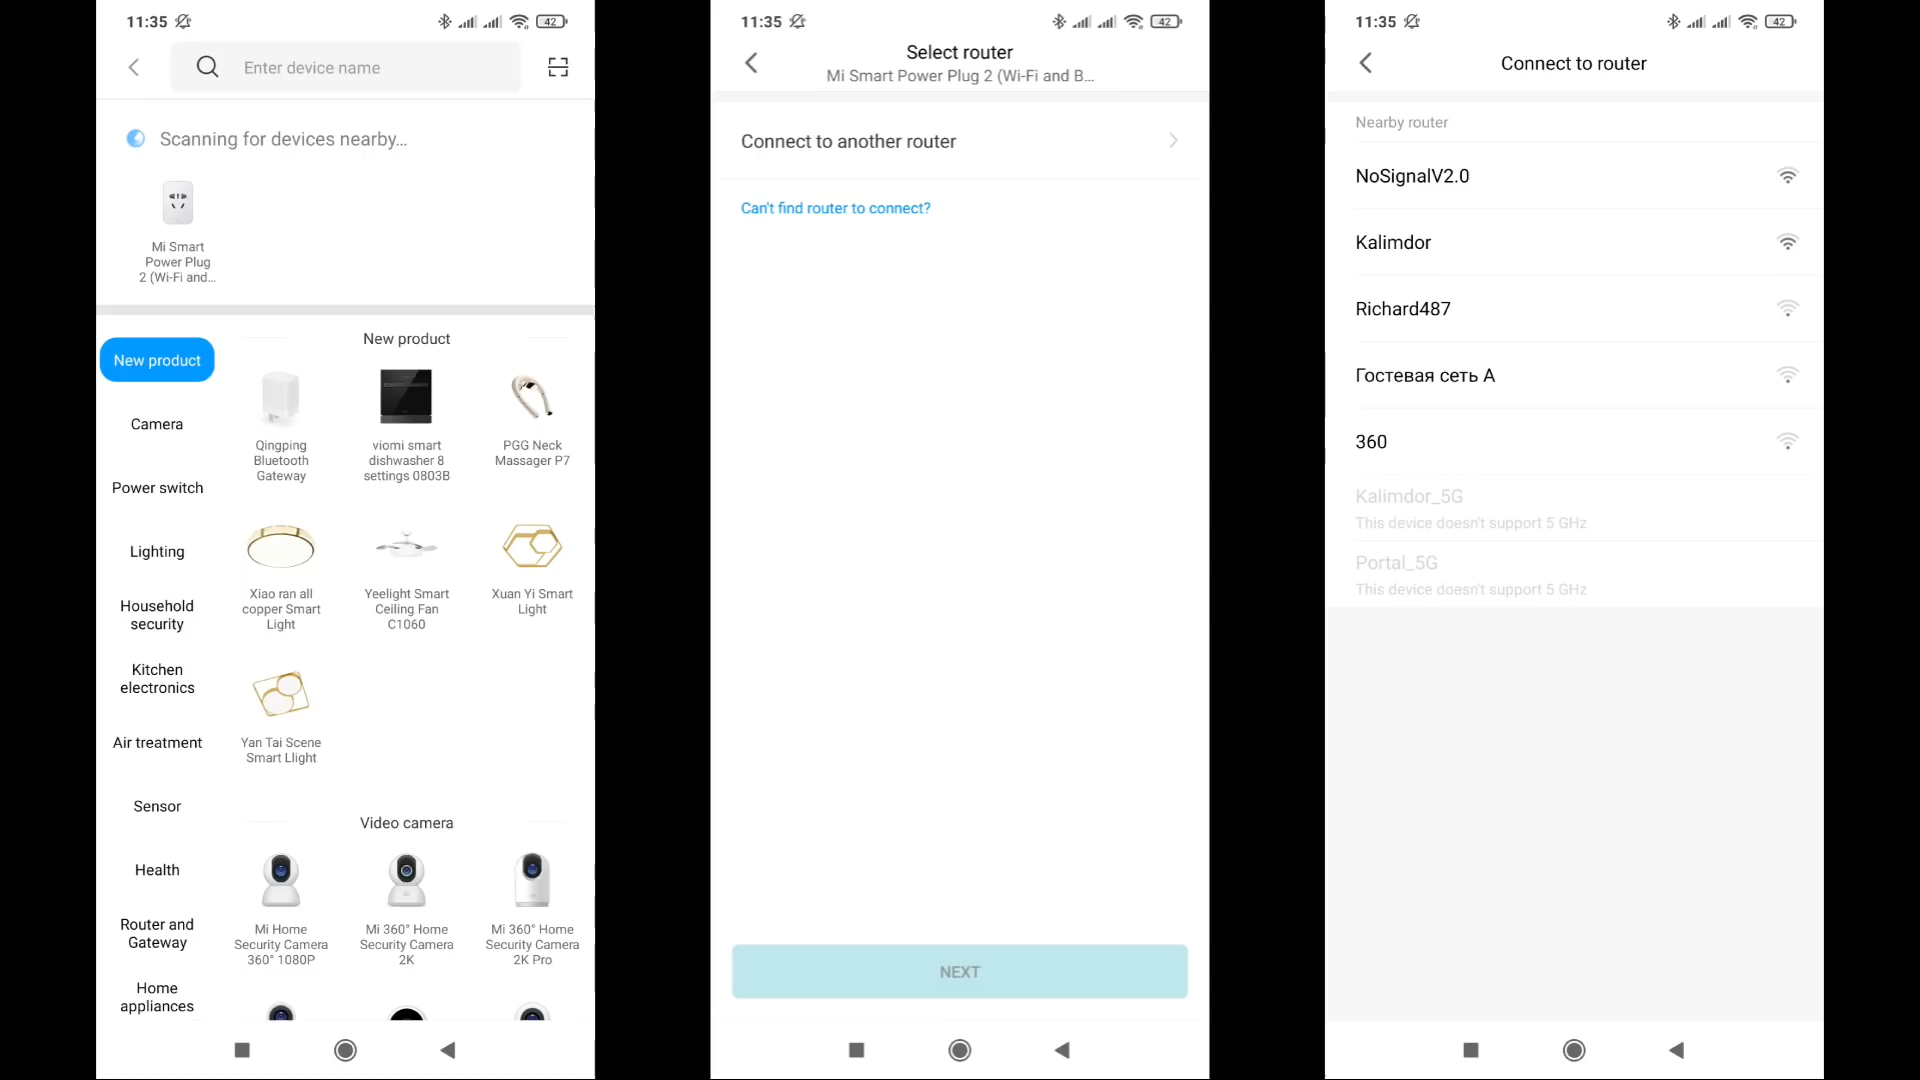 11:35
42
Enter device name
Scanning for devices nearby...
Mi Smart
Power Plug
2 (Wi-Fi and...
New product
Camera
Power switch
Lighting
Household
security
Kitchen
electronics
Air treatment
Sensor
Health
Router and
Gateway
Home
appliances
New product
Qingping
Bluetooth
Gateway
viomi smart
dishwasher 8
settings 0803B
PGG Neck
Massager P7
Xiao ran all
copper Smart
Light
Yeelight Smart
Ceiling Fan
C1060
Xuan Yi Smart
Light
Yan Tai Scene
Smart Llight
Video camera
Mi Home
Security Camera
360° 1080P
Mi 360° Home
Security Camera
2K
Mi 360° Home
Security Camera
2K Pro
11:35
42
Select router
Mi Smart Power Plug 2 (Wi-Fi and B...
Connect to another router
Can't find router to connect?
NEXT
11:35
42
Connect to router
Nearby router
NoSignalV2.0
Kalimdor
Richard487
Гостевая сеть А
360
Kalimdor_5G
This device doesn't support 5 GHz
Portal_5G
This device doesn't support 5 GHz